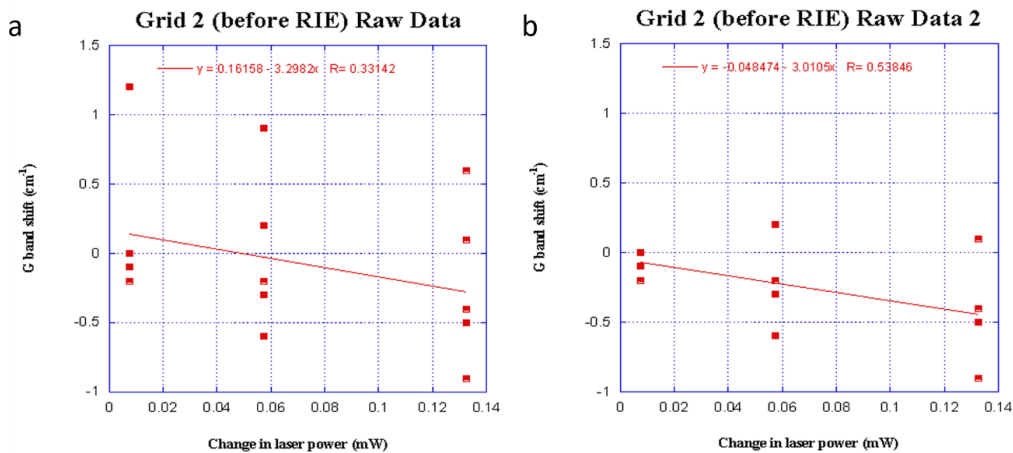 a
Grid 2 (before RIE) Raw Data
y = 0.16158 - 3.2982x R= 0.33142
1.5
1
0.5
0
-0.5
-1
G band shift (cm-1)
0 0.02 0.04 0.06 0.08 0.1 0.12 0.14
Change in laser power (mW)
b
Grid 2 (before RIE) Raw Data 2
y = -0.048474 - 3.0105x R= 0.53846
1.5
1
0.5
0
-0.5
-1
G band shift (cm-1)
0 0.02 0.04 0.06 0.08 0.1 0.12 0.14
Change in laser power (mW)